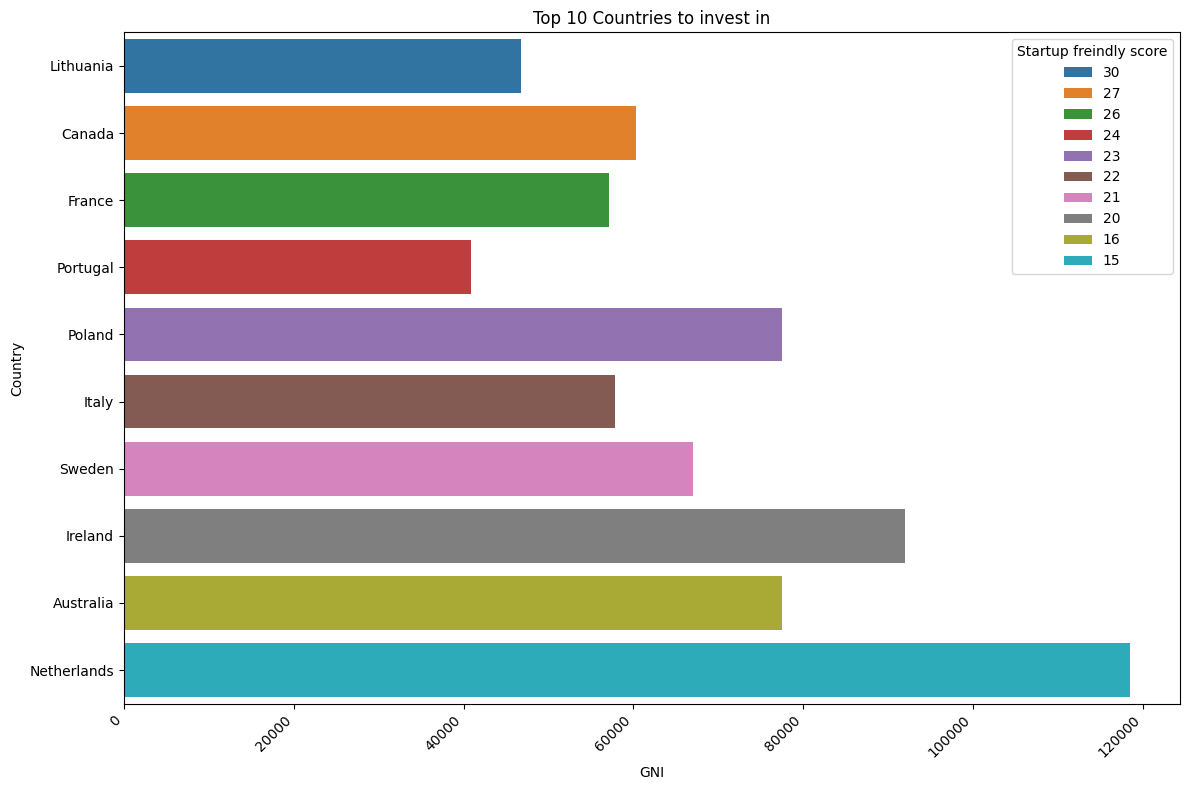 Top 10 Countries to invest in
Startup freindly score
30
27
26
24
23
22
21
20
16
15
Country
Lithuania
Canada
France
Portugal
Poland
Italy
Sweden
Ireland
Australia
Netherlands
0
20000
40000
60000
80000
100000
120000
GNI